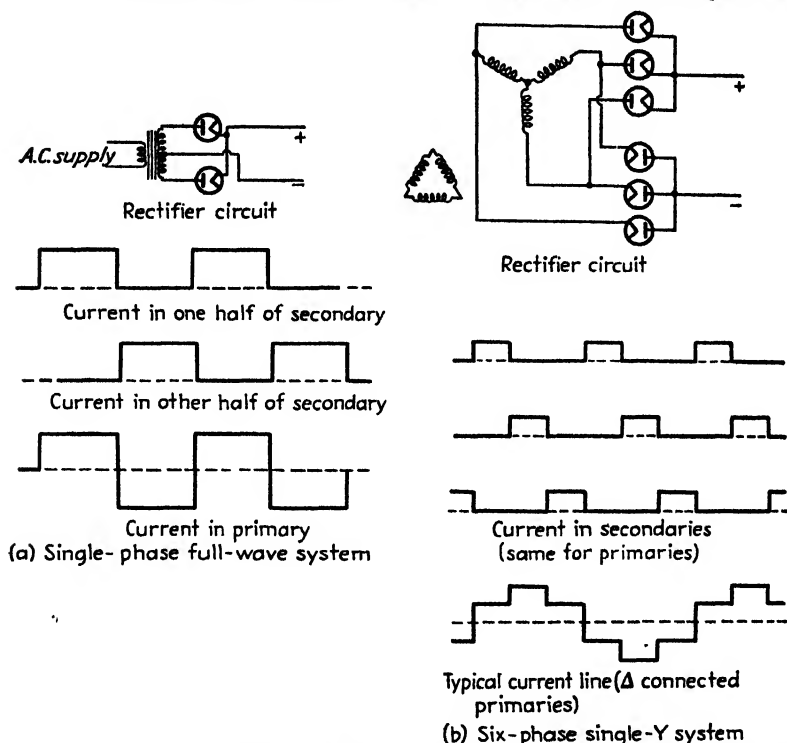 A.C. supply
+
=
Rectifier circuit
Current in one half of secondary
Current in other half of secondary
Current in primary
(a) Single-phase full-wave system
+
–
Rectifier circuit
Current in secondaries
(same for primaries)
Typical current line (Δ connected
primaries)
(b) Six-phase single-Y system